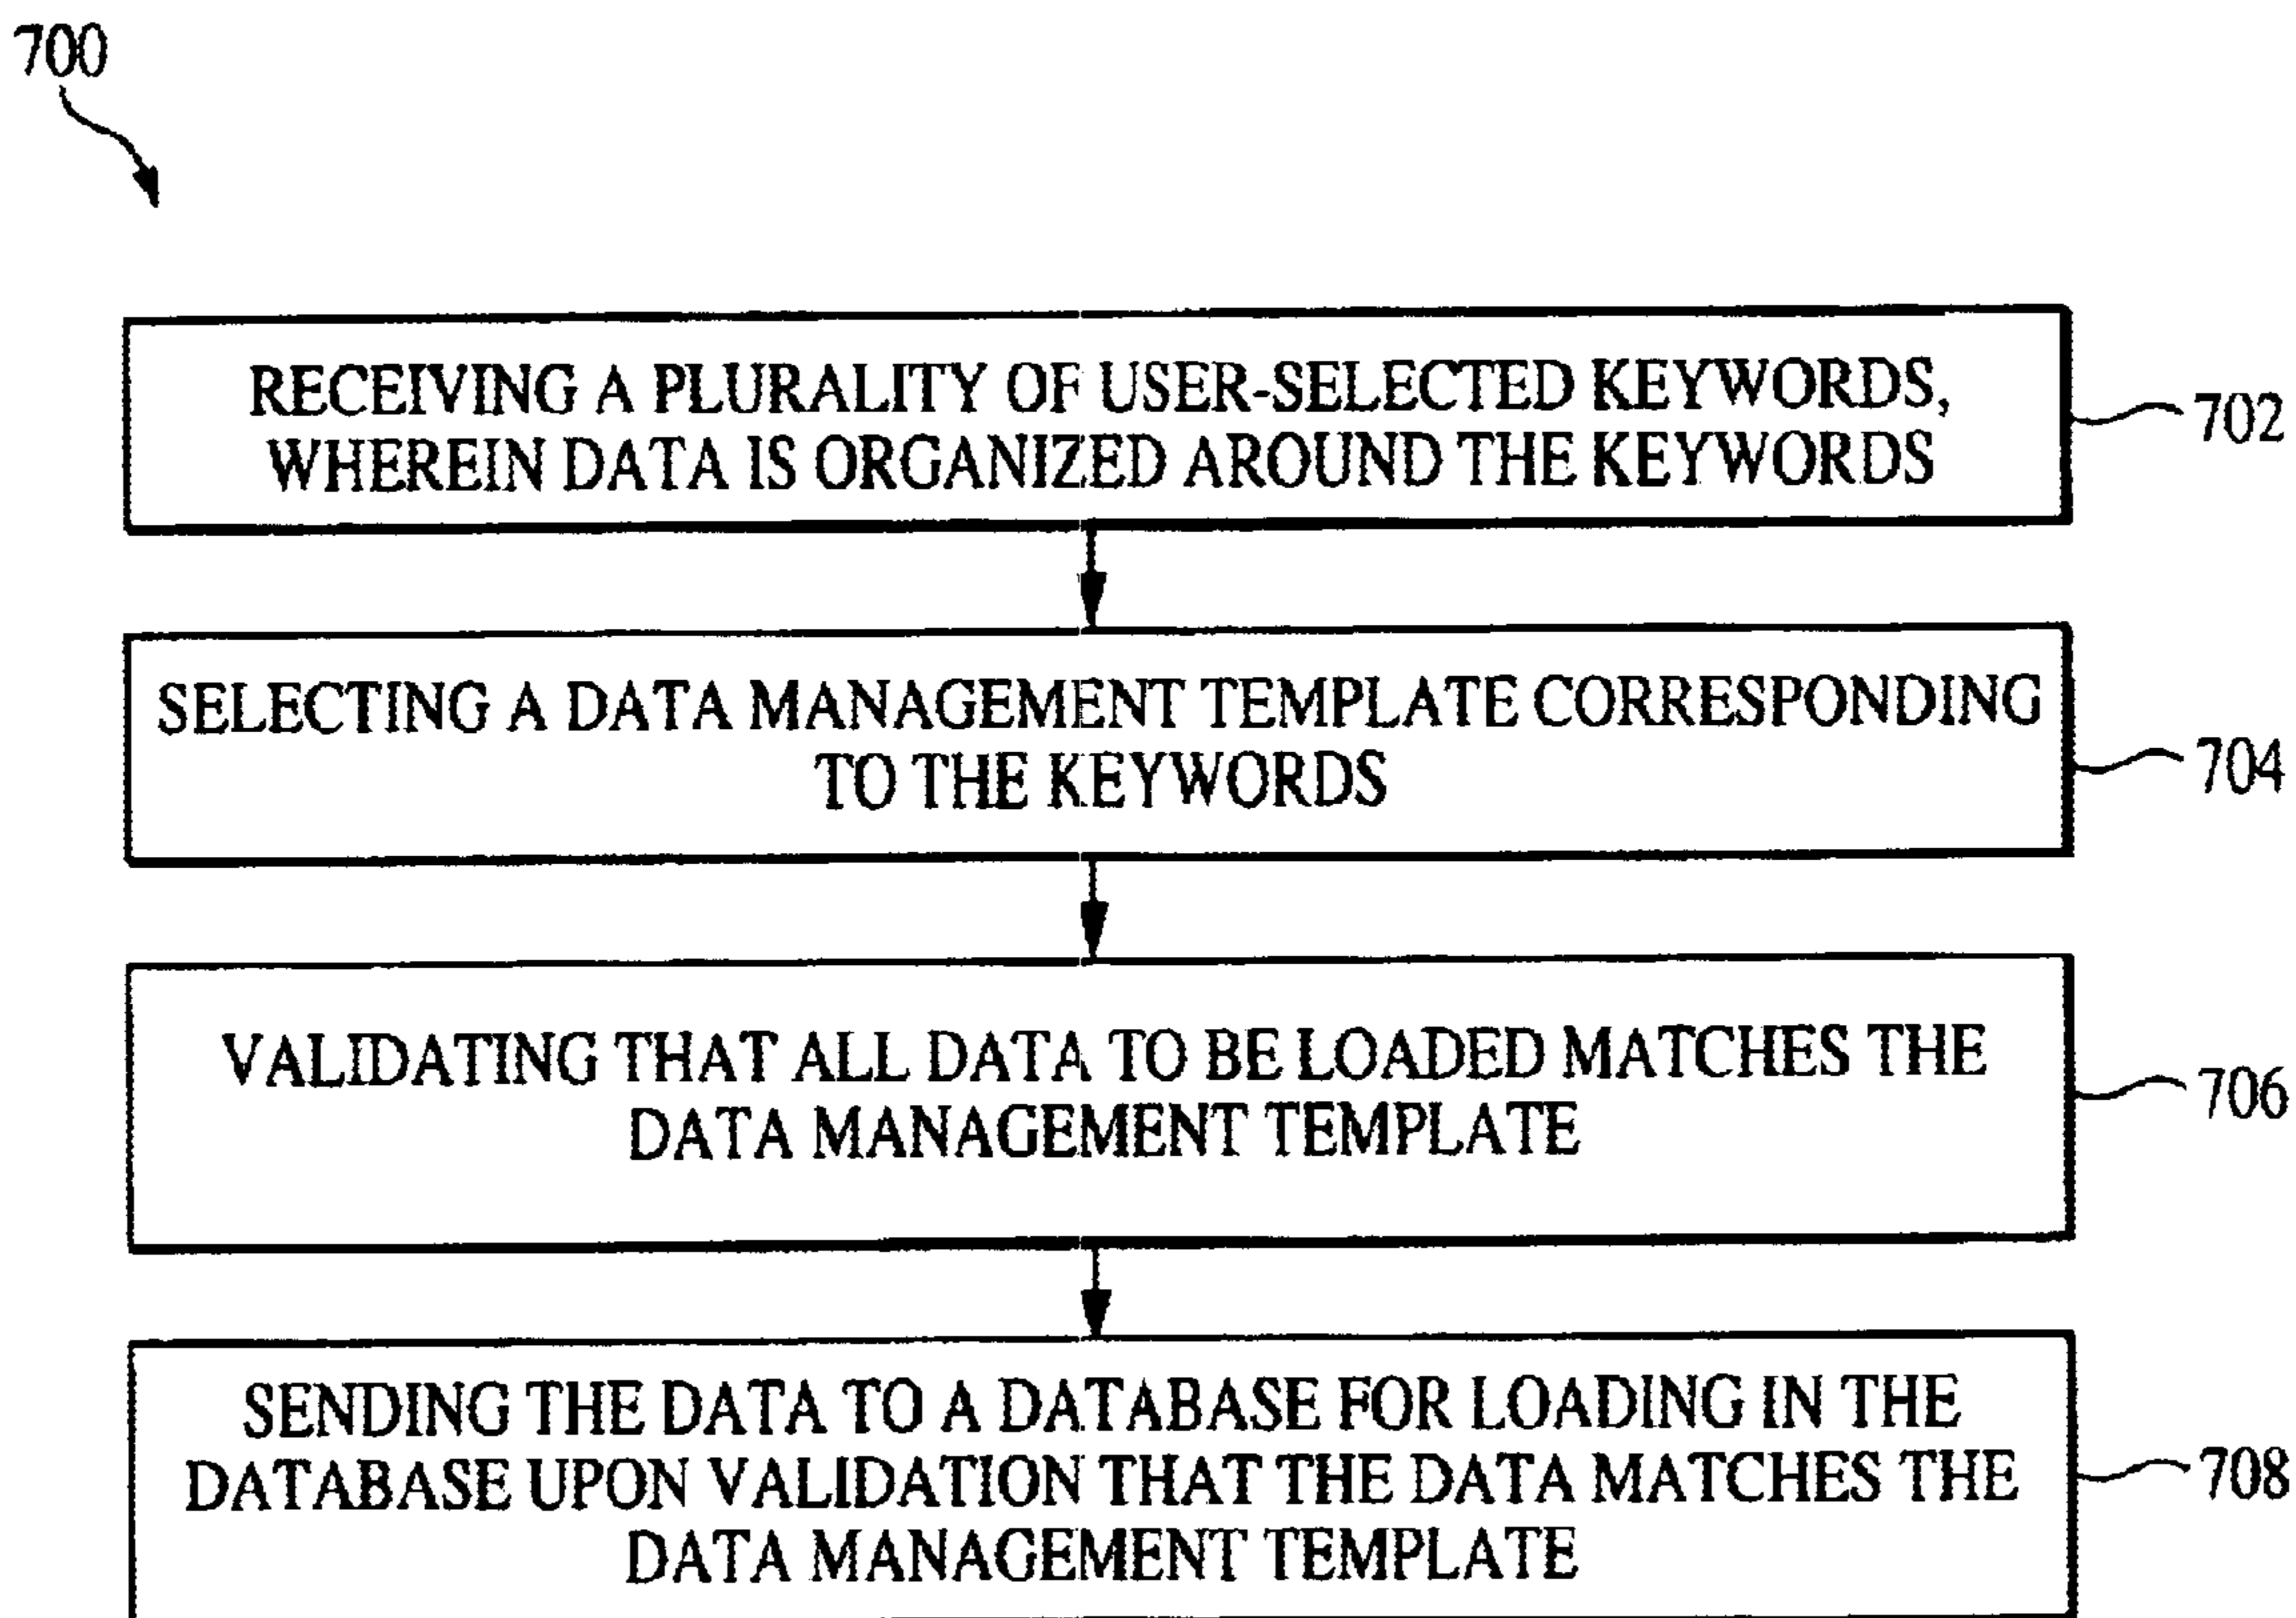 700
RECEIVING A PLURALITY OF USER-SELECTED KEYWORDS,
WHEREIN DATA IS ORGANIZED AROUND THE KEYWORDS
702
SELECTING A DATA MANAGEMENT TEMPLATE CORRESPONDING
TO THE KEYWORDS
704
VALIDATING THAT ALL DATA TO BE LOADED MATCHES THE
DATA MANAGEMENT TEMPLATE
706
SENDING THE DATA TO A DATABASE FOR LOADING IN THE
DATABASE UPON VALIDATION THAT THE DATA MATCHES THE
DATA MANAGEMENT TEMPLATE
708